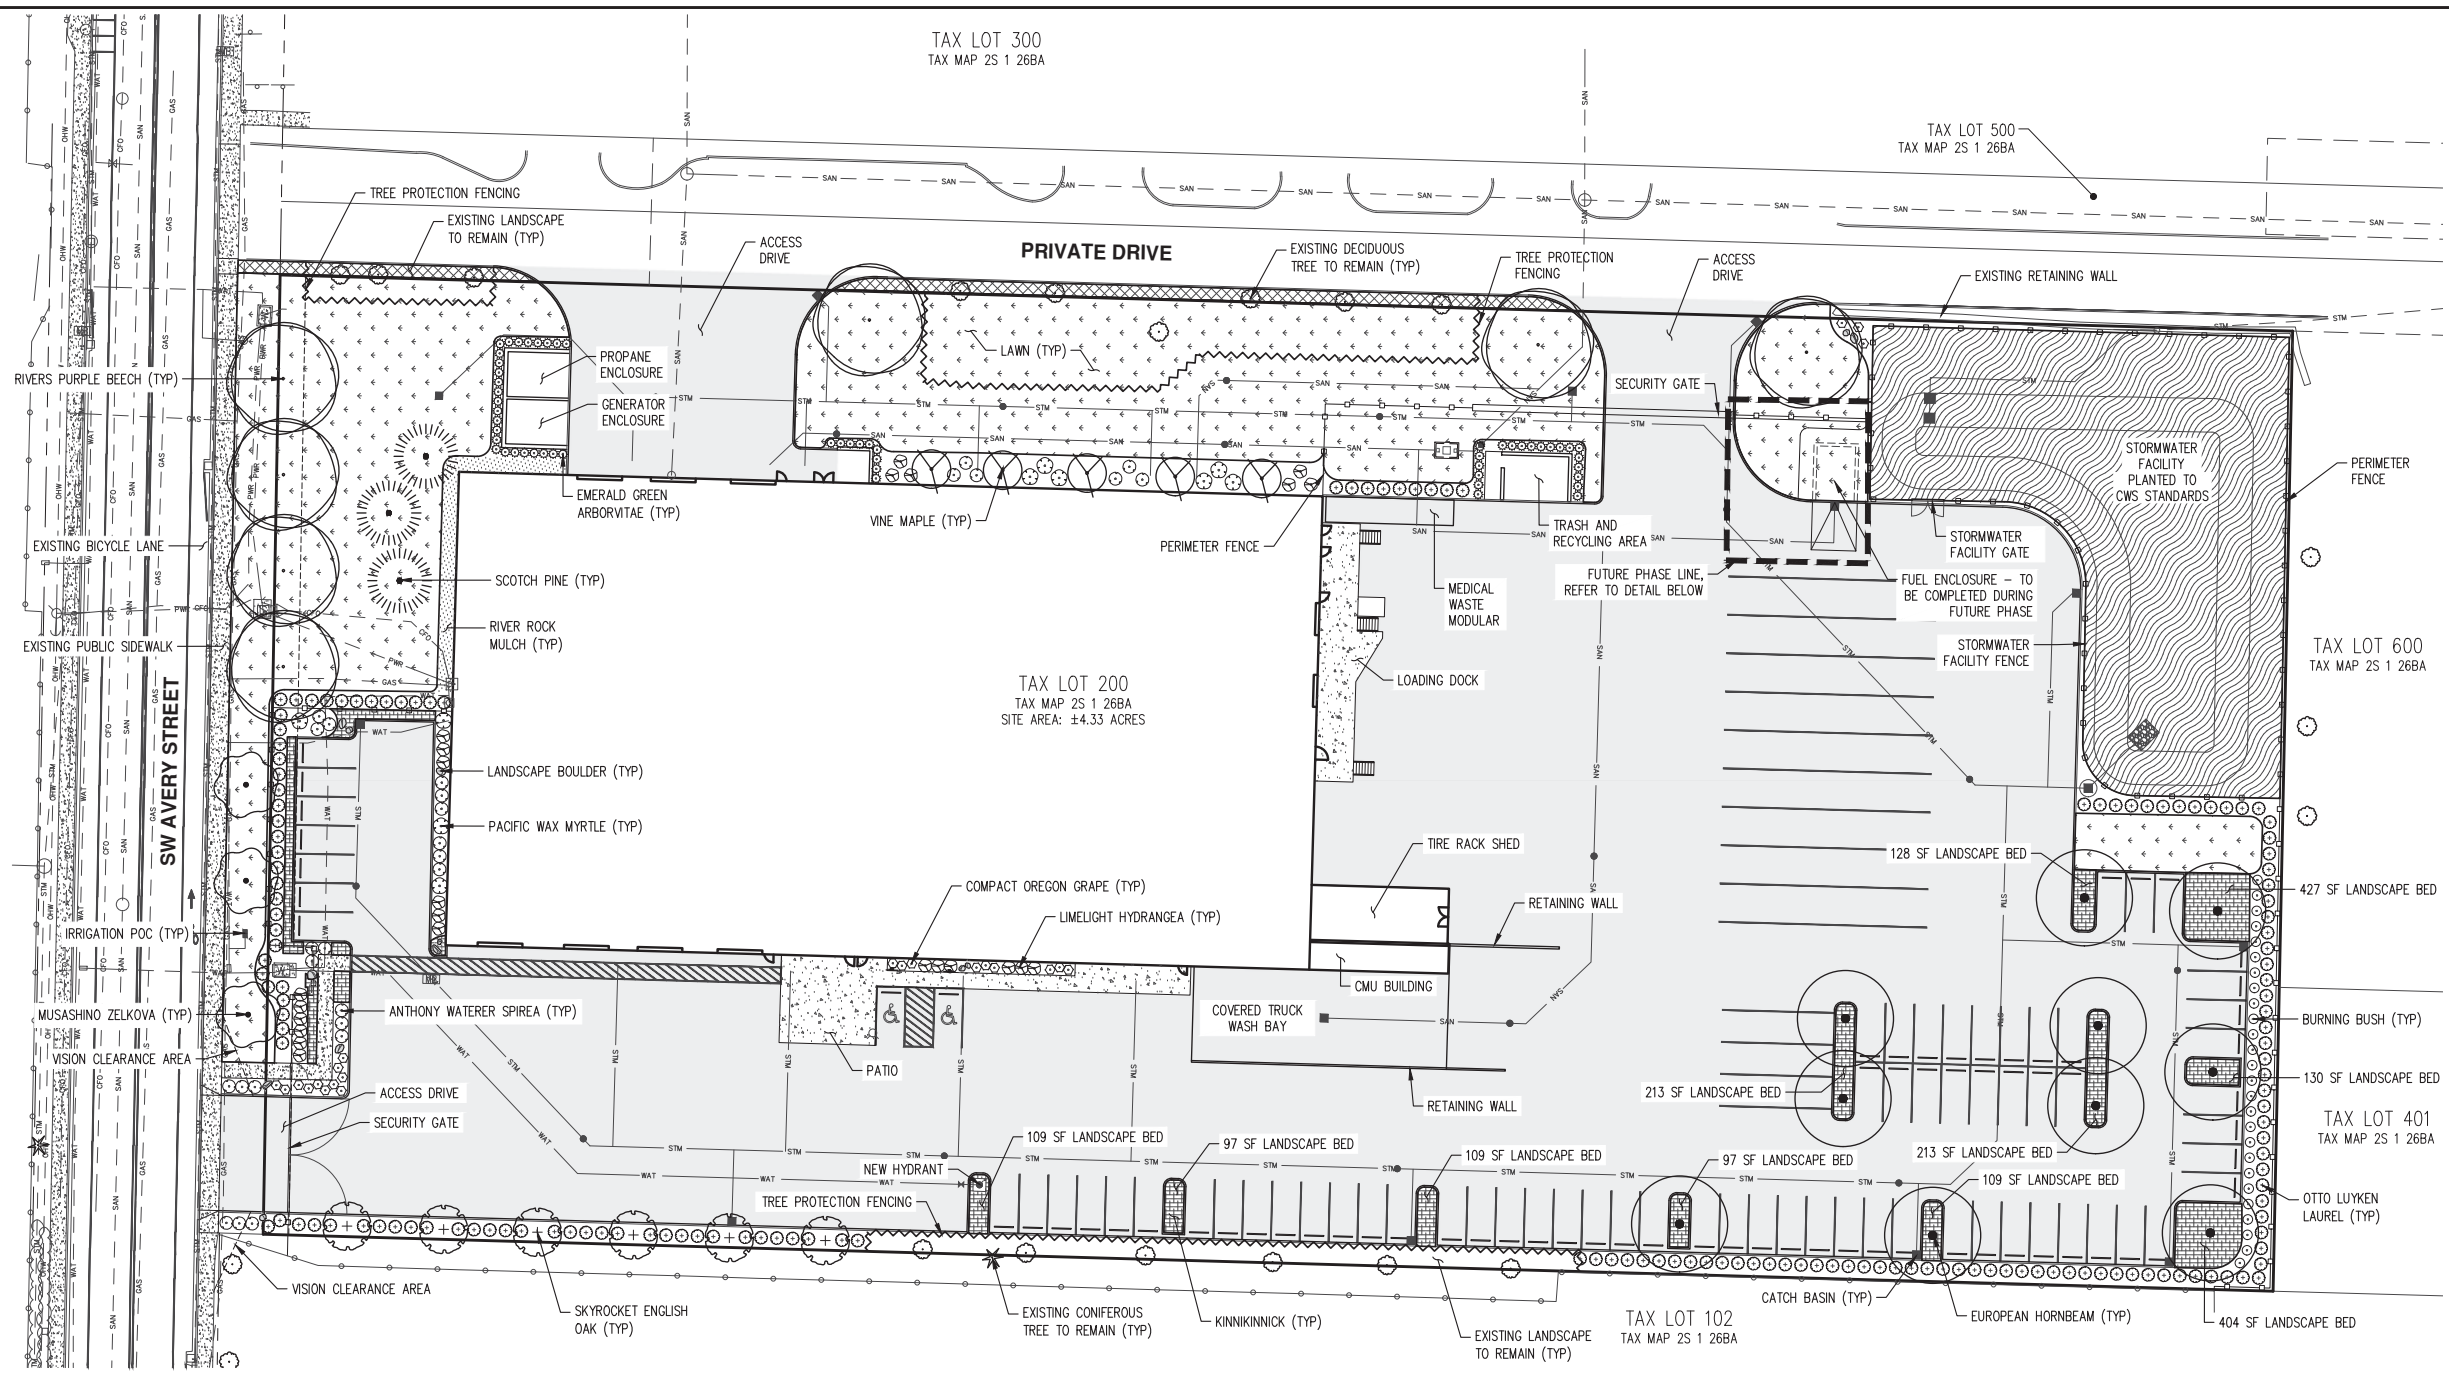 TAX LOT 300
TAX MAP 2S 1 26BA
TAX LOT 500
TAX MAP 2S 1 26BA
TREE PROTECTION FENCING
EXISTING LANDSCAPE
TO REMAIN (TYP)
ACCESS
DRIVE
PRIVATE DRIVE
EXISTING DECIDUOUS
TREE TO REMAIN (TYP)
TREE PROTECTION
FENCING
ACCESS
DRIVE
EXISTING RETAINING WALL
LAWN (TYP)
PROPANE
ENCLOSURE
GENERATOR
ENCLOSURE
RIVERS PURPLE BEECH (TYP)
SECURITY GATE
STORMWATER
FACILITY
PLANTED TO
CWS STANDARDS
PERIMETER
FENCE
EMERALD GREEN
ARBORVITAE (TYP)
VINE MAPLE (TYP)
PERIMETER FENCE
TRASH AND
RECYCLING AREA
STORMWATER
FACILITY GATE
EXISTING BICYCLE LANE
SCOTCH PINE (TYP)
MEDICAL
WASTE
MODULAR
FUTURE PHASE LINE,
REFER TO DETAIL BELOW
FUEL ENCLOSURE – TO
BE COMPLETED DURING
FUTURE PHASE
RIVER ROCK
MULCH (TYP)
EXISTING PUBLIC SIDEWALK
STORMWATER
FACILITY FENCE
TAX LOT 600
TAX MAP 2S 1 26BA
LOADING DOCK
TAX LOT 200
TAX MAP 2S 1 26BA
SITE AREA: ±4.33 ACRES
SW AVERY STREET
LANDSCAPE BOULDER (TYP)
PACIFIC WAX MYRTLE (TYP)
TIRE RACK SHED
128 SF LANDSCAPE BED
427 SF LANDSCAPE BED
COMPACT OREGON GRAPE (TYP)
LIMELIGHT HYDRANGEA (TYP)
RETAINING WALL
IRRIGATION POC (TYP)
CMU BUILDING
MUSASHINO ZELKOVA (TYP)
ANTHONY WATERER SPIREA (TYP)
COVERED TRUCK
WASH BAY
BURNING BUSH (TYP)
VISION CLEARANCE AREA
PATIO
130 SF LANDSCAPE BED
ACCESS DRIVE
213 SF LANDSCAPE BED
RETAINING WALL
SECURITY GATE
TAX LOT 401
TAX MAP 2S 1 26BA
109 SF LANDSCAPE BED
97 SF LANDSCAPE BED
109 SF LANDSCAPE BED
97 SF LANDSCAPE BED
213 SF LANDSCAPE BED
NEW HYDRANT
109 SF LANDSCAPE BED
TREE PROTECTION FENCING
OTTO LUYKEN
LAUREL (TYP)
VISION CLEARANCE AREA
SKYROCKET ENGLISH
OAK (TYP)
EXISTING CONIFEROUS
TREE TO REMAIN (TYP)
KINNIKINNICK (TYP)
EXISTING LANDSCAPE
TO REMAIN (TYP)
TAX LOT 102
TAX MAP 2S 1 26BA
CATCH BASIN (TYP)
EUROPEAN HORNBEAM (TYP)
404 SF LANDSCAPE BED
SAN
STM
WAT
GAS
CFO
OHW
PWR